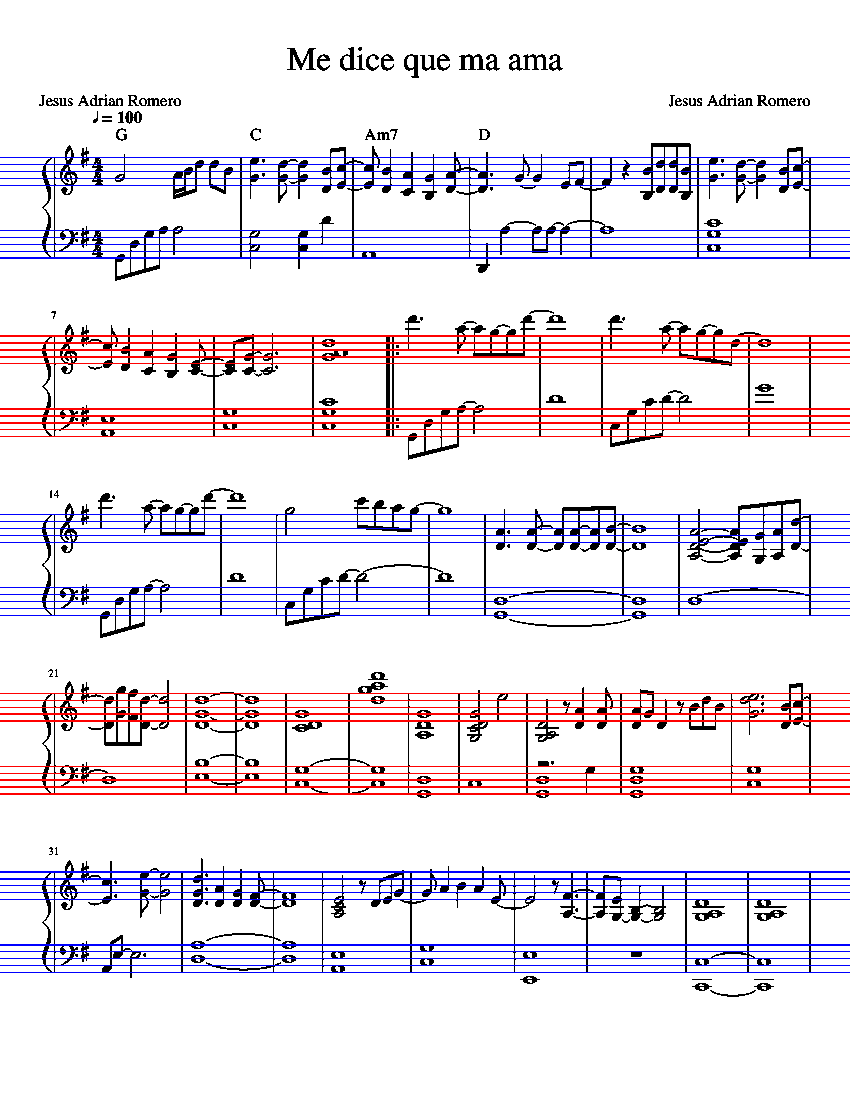 Me dice que ma ama
Jesus Adrian Romero Jesus Adrian Romero
♩= 100
G C Am7 D
7
14
21
31